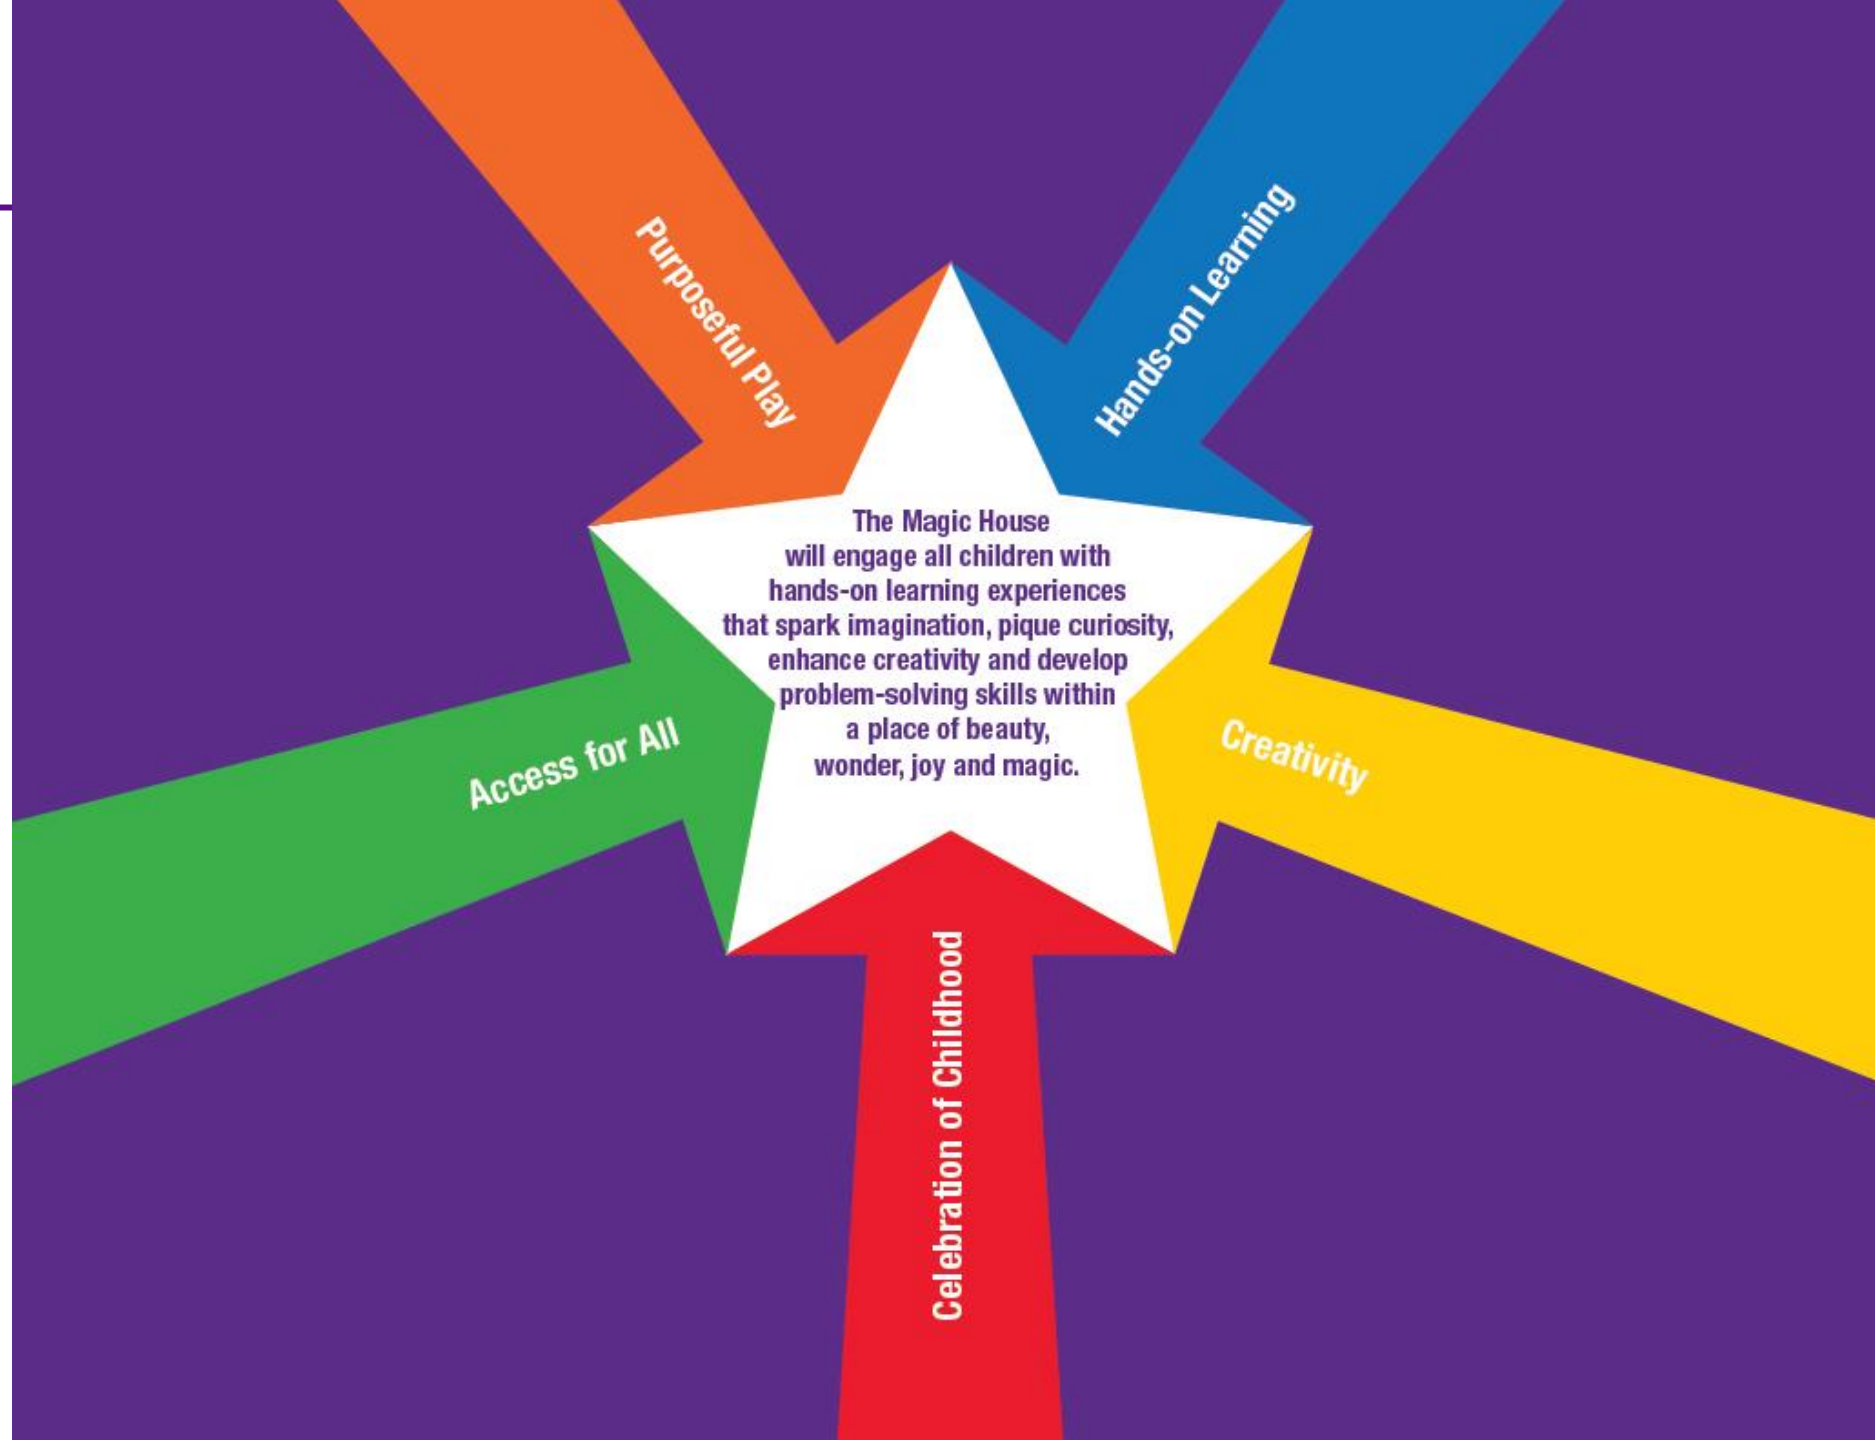 Purposeful Play
Hands-on Learning
The Magic House
will engage all children with
hands-on learning experiences
that spark imagination, pique curiosity,
enhance creativity and develop
problem-solving skills within
a place of beauty,
wonder, joy and magic.
Access for All
Creativity
Celebration of Childhood